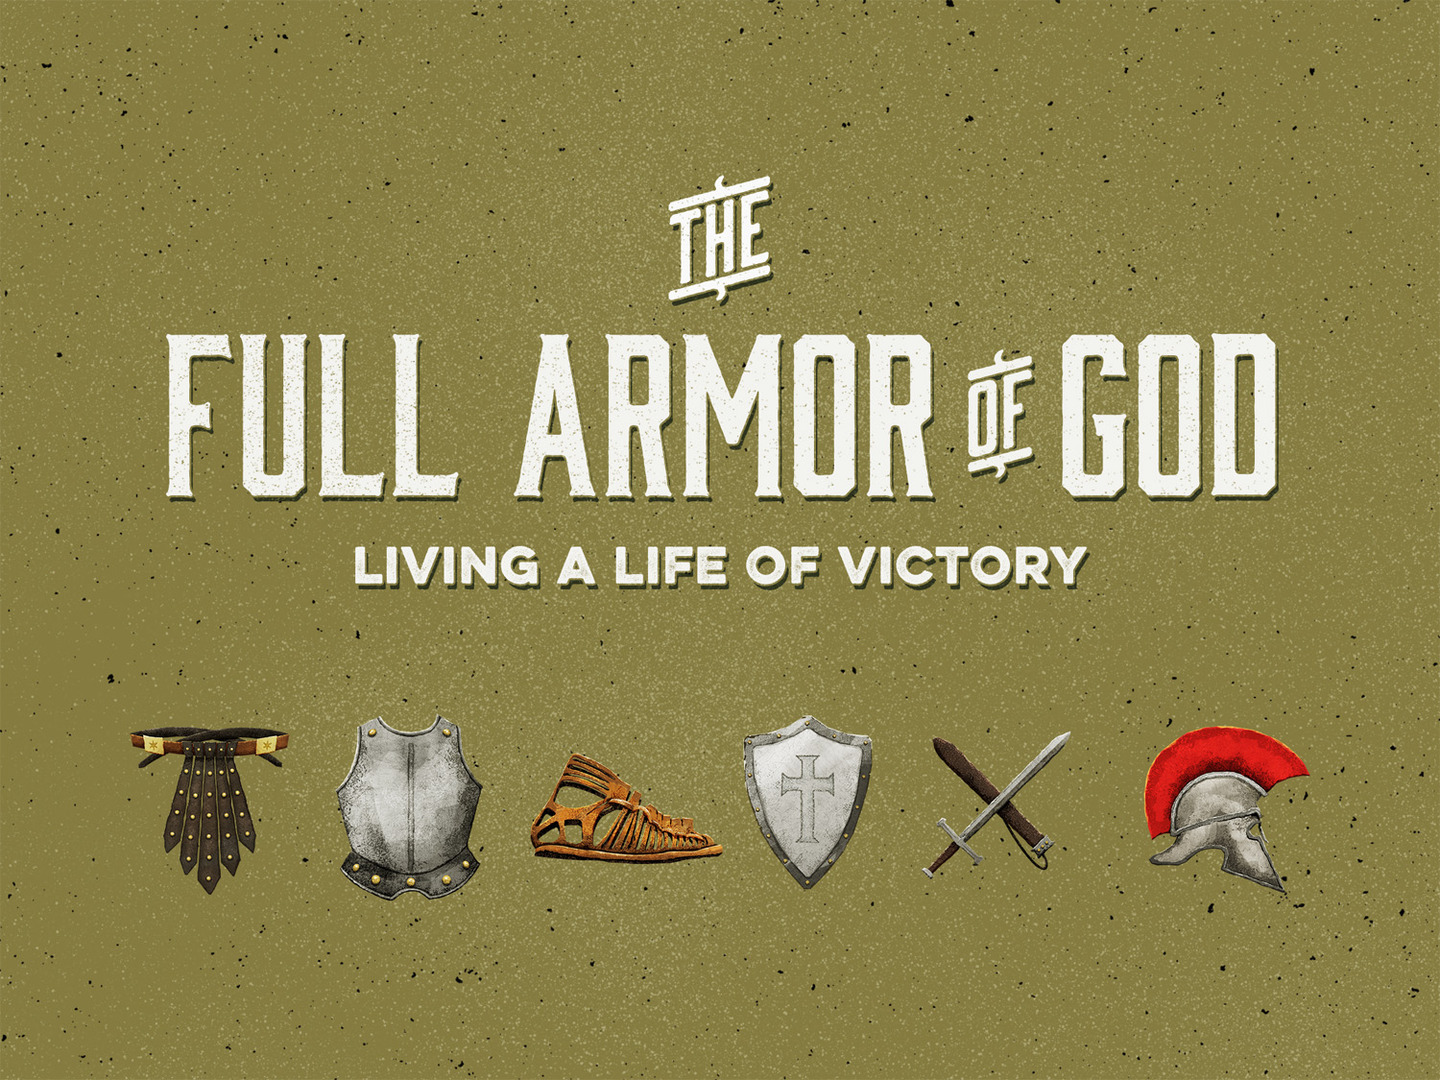 THE
FULL ARMOR OF GOD
LIVING A LIFE OF VICTORY